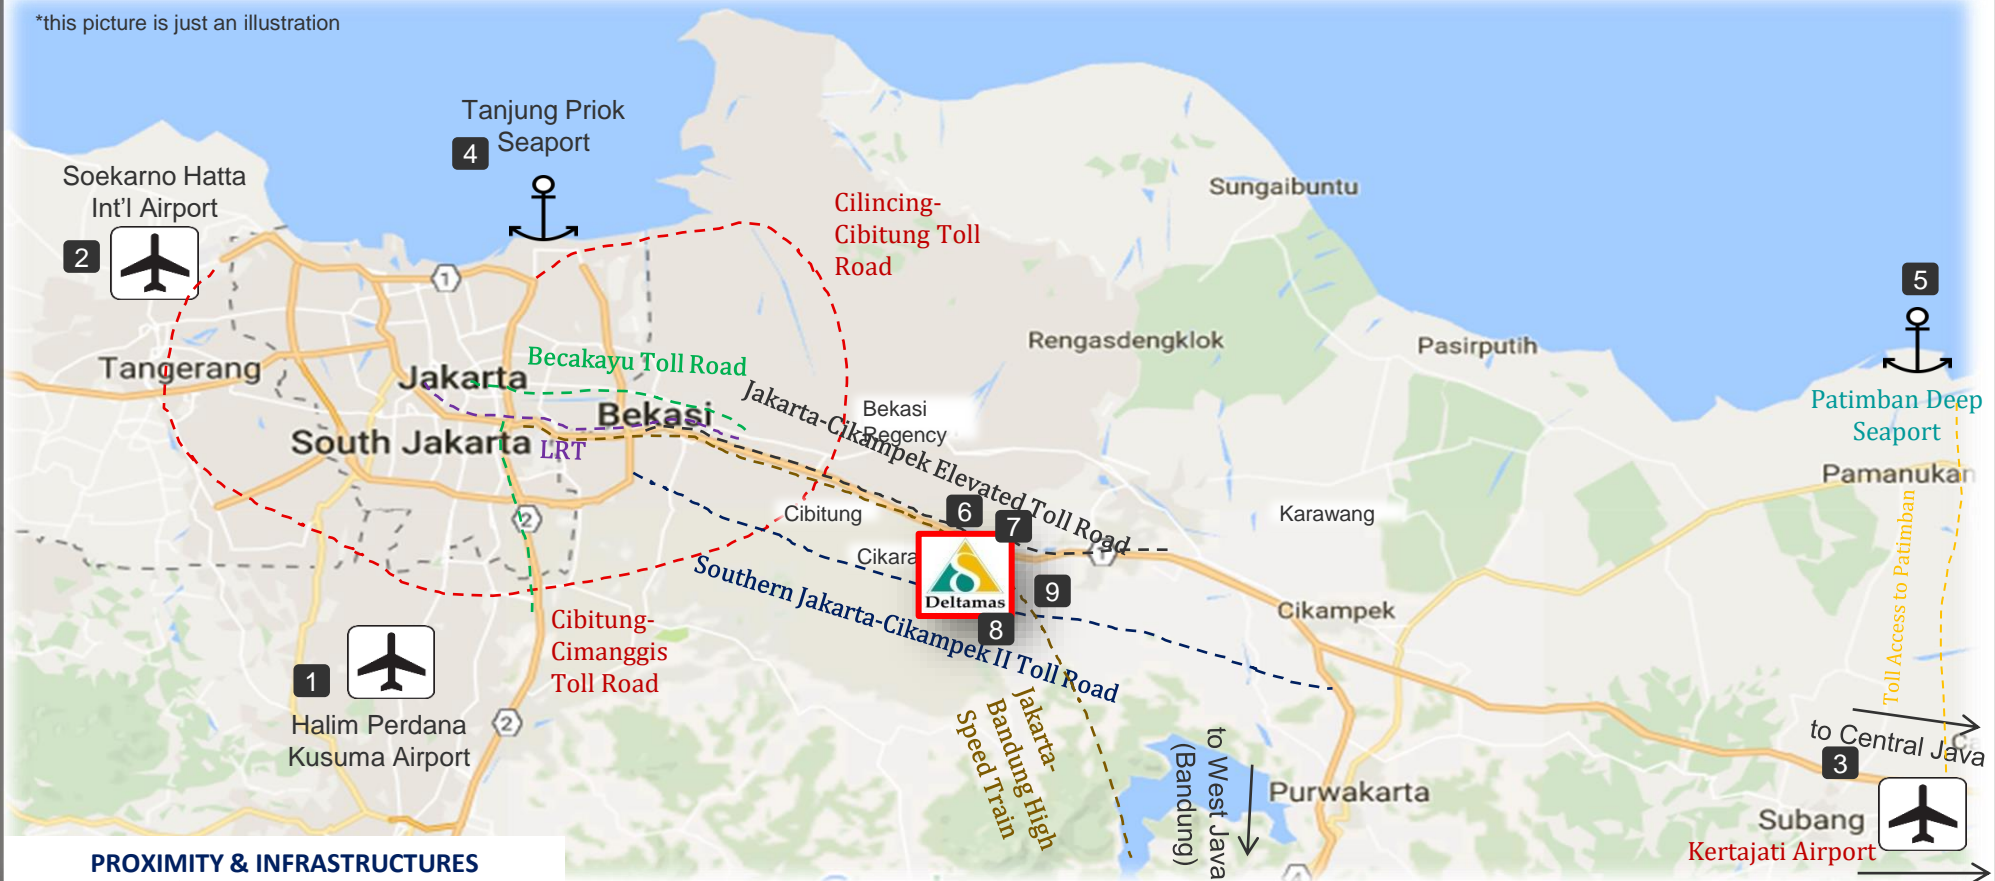 *this picture is just an illustration
Tanjung Priok
Seaport
4
Soekarno Hatta
Int'l Airport
2
Cilincing-
Cibitung Toll
Road
Sungaibuntu
1
5
Rengasdengklok
Pasirputih
Tangerang
Jakarta
Becakayu Toll Road
Bekasi
South Jakarta
LRT
Jakarta-Cikampek Elevated Toll Road
Bekasi
Regency
Patimban Deep
Seaport
Pamanukan
Toll Access to Patimban
Cibitung
6
7
Karawang
2
Cikara
Deltamas
9
8
Southern Jakarta-Cikampek II Toll Road
Cikampek
Cibitung-
Cimanggis
Toll Road
1
Halim Perdana
Kusuma Airport
2
Jakarta-
Bandung High
Speed Train
to West Java
(Bandung)
Purwakarta
to Central Java
3
Subang
Kertajati Airport
PROXIMITY & INFRASTRUCTURES